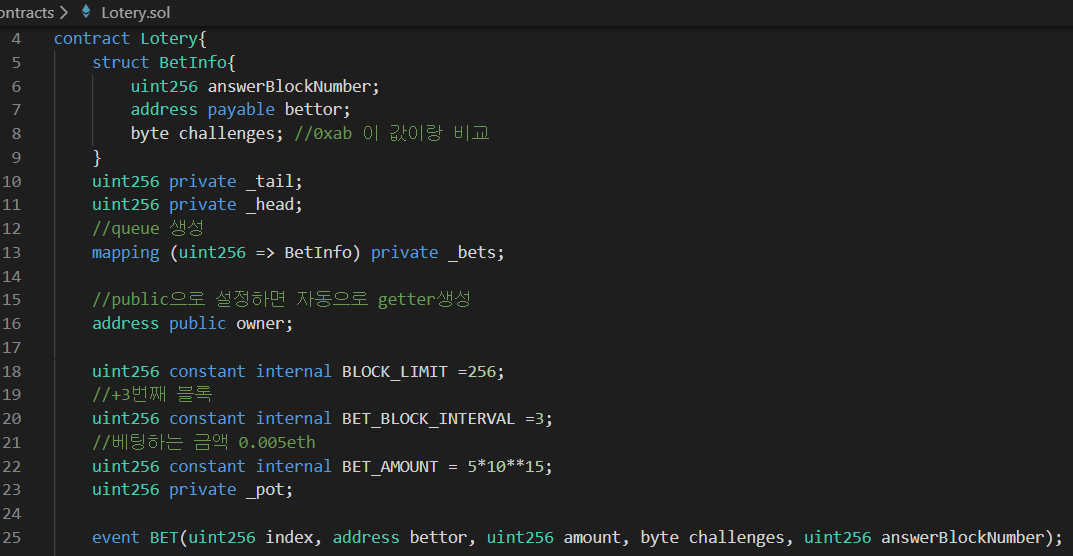 ontracts > Lotery.sol
4 contract Lotery{
5 struct BetInfo{
6 uint256 answerBlockNumber;
7 address payable bettor;
8 byte challenges; //0xab 이 값이랑 비교
9 }
10 uint256 private _tail;
11 uint256 private _head;
12 //queue 생성
13 mapping (uint256 => BetInfo) private _bets;
14
15 //public으로 설정하면 자동으로 getter생성
16 address public owner;
17
18 uint256 constant internal BLOCK_LIMIT =256;
19 //+3번째 블록
20 uint256 constant internal BET_BLOCK_INTERVAL =3;
21 //베팅하는 금액 0.005eth
22 uint256 constant internal BET_AMOUNT = 5*10**15;
23 uint256 private _pot;
24
25 event BET(uint256 index, address bettor, uint256 amount, byte challenges, uint256 answerBlockNumber);